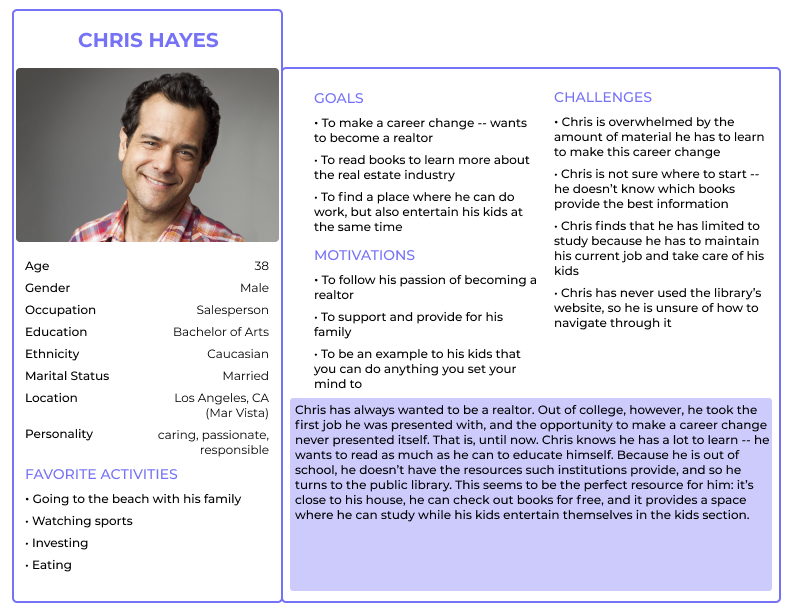 CHRIS HAYES
Age 38
Gender Male
Occupation Salesperson
Education Bachelor of Arts
Ethnicity Caucasian
Marital Status Married
Location Los Angeles, CA
(Mar Vista)
Personality caring, passionate,
responsible
FAVORITE ACTIVITIES
• Going to the beach with his family
• Watching sports
• Investing
• Eating
GOALS
• To make a career change -- wants
to become a realtor
• To read books to learn more about
the real estate industry
• To find a place where he can do
work, but also entertain his kids at
the same time
MOTIVATIONS
• To follow his passion of becoming a
realtor
• To support and provide for his
family
• To be an example to his kids that
you can do anything you set your
mind to
CHALLENGES
• Chris is overwhelmed by the
amount of material he has to learn
to make this career change
• Chris is not sure where to start --
he doesn't know which books
provide the best information
• Chris finds that he has limited to
study because he has to maintain
his current job and take care of his
kids
• Chris has never used the library's
website, so he is unsure of how to
navigate through it
Chris has always wanted to be a realtor. Out of college, however, he took the
first job he was presented with, and the opportunity to make a career change
never presented itself. That is, until now. Chris knows he has a lot to learn -- he
wants to read as much as he can to educate himself. Because he is out of
school, he doesn't have the resources such institutions provide, and so he
turns to the public library. This seems to be the perfect resource for him: it's
close to his house, he can check out books for free, and it provides a space
where he can study while his kids entertain themselves in the kids section.